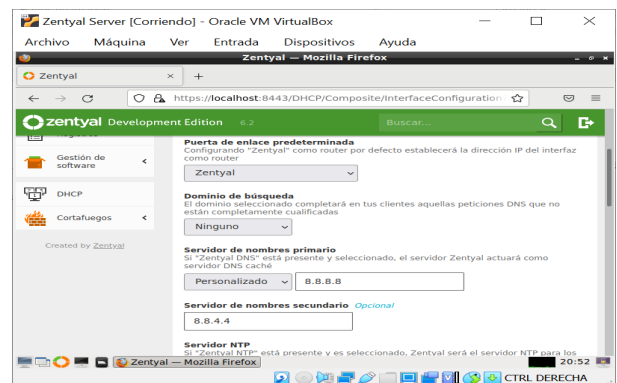 Zentyal Server [Corriendo] - Oracle VM VirtualBox
Archivo Máquina Ver Entrada Dispositivos Ayuda
Zentyal — Mozilla Firefox
Zentyal × +
https://localhost:8443/DHCP/Composite/InterfaceConfiguration
zentyal Development Edition 6.2 Buscar...
Puerta de enlace predeterminada
Configurando "Zentyal" como router por defecto establecerá la dirección IP del interfaz
como router
Gestión de
software
Zentyal
DHCP
Dominio de búsqueda
El dominio seleccionado completará en tus clientes aquellas peticiones DNS que no
están completamente cualificadas
Cortafuegos
Ninguno
Created by Zentyal
Servidor de nombres primario
Si "Zentyal DNS" está presente y seleccionado, el servidor Zentyal actuará como
servidor DNS caché
Personalizado 8.8.8.8
Servidor de nombres secundario Opcional
8.8.4.4
Servidor NTP
Si "Zentyal NTP" está presente y es seleccionado, Zentyal será el servidor NTP para los
Zentyal — Mozilla Firefox 20:52
CTRL DERECHA